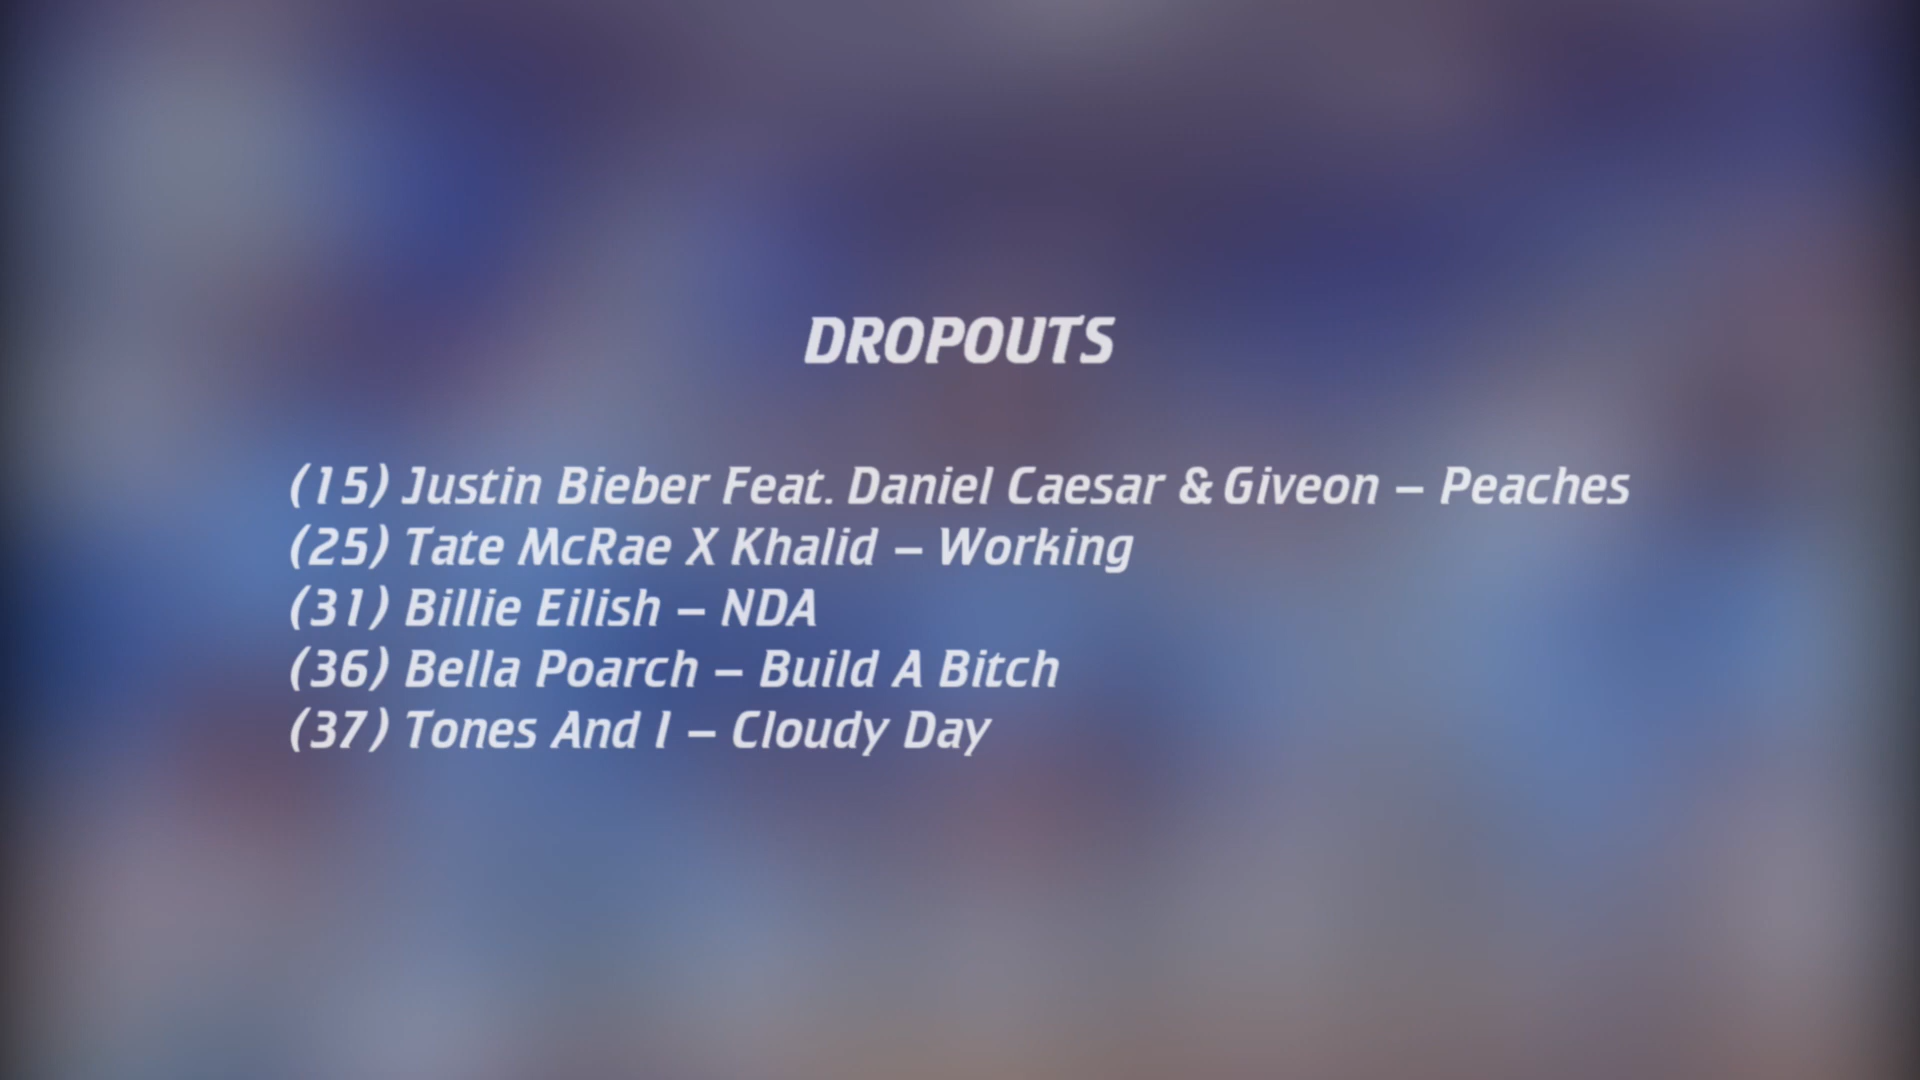 DROPOUTS
(15) Justin Bieber Feat. Daniel Caesar & Giveon – Peaches
(25) Tate McRae X Khalid – Working
(31) Billie Eilish – NDA
(36) Bella Poarch – Build A Bitch
(37) Tones And I – Cloudy Day